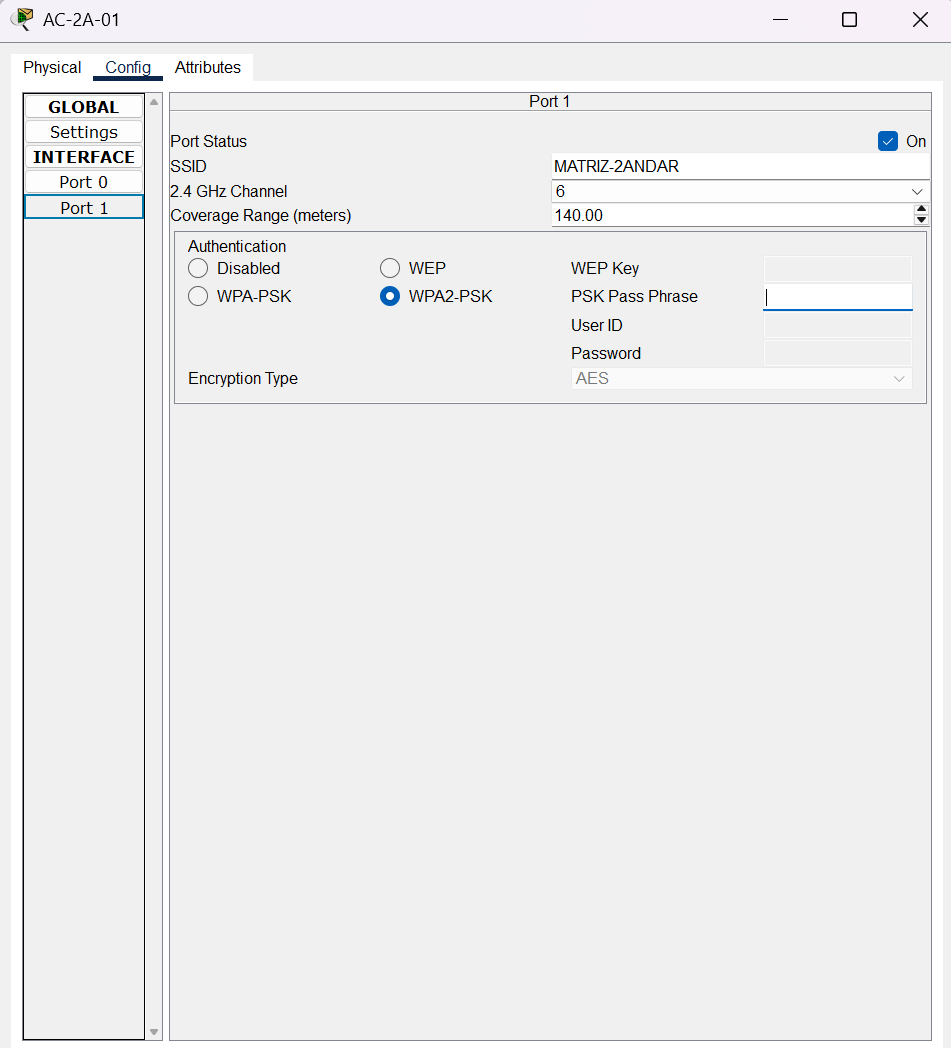 AC-2A-01
Physical Config Attributes
GLOBAL
Settings
INTERFACE
Port 0
Port 1
Port 1
Port Status On
SSID MATRIZ-2ANDAR
2.4 GHz Channel 6
Coverage Range (meters) 140.00
Authentication
Disabled WEP WEP Key
WPA-PSK WPA2-PSK PSK Pass Phrase
User ID
Password
Encryption Type AES